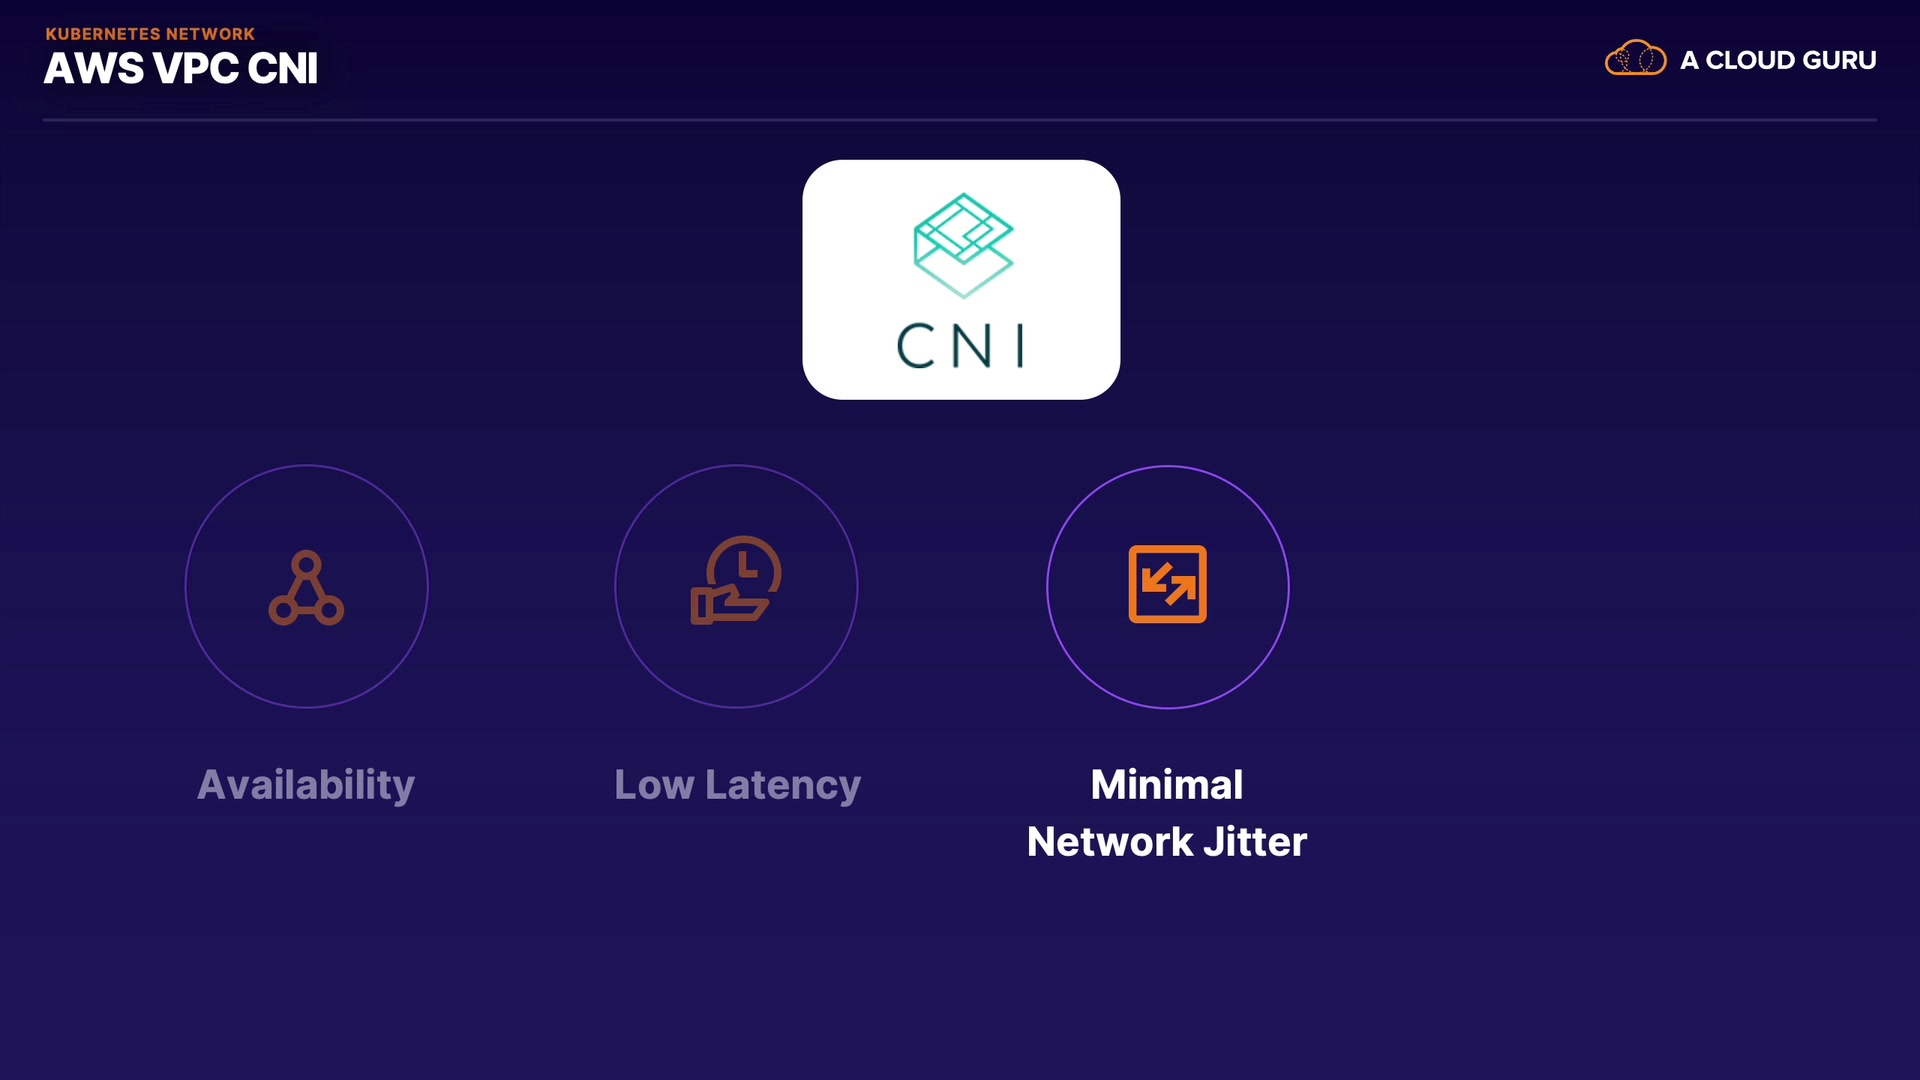 KUBERNETES NETWORK
AWS VPC CNI
A CLOUD GURU
CNI
Availability
Low Latency
Minimal
Network Jitter